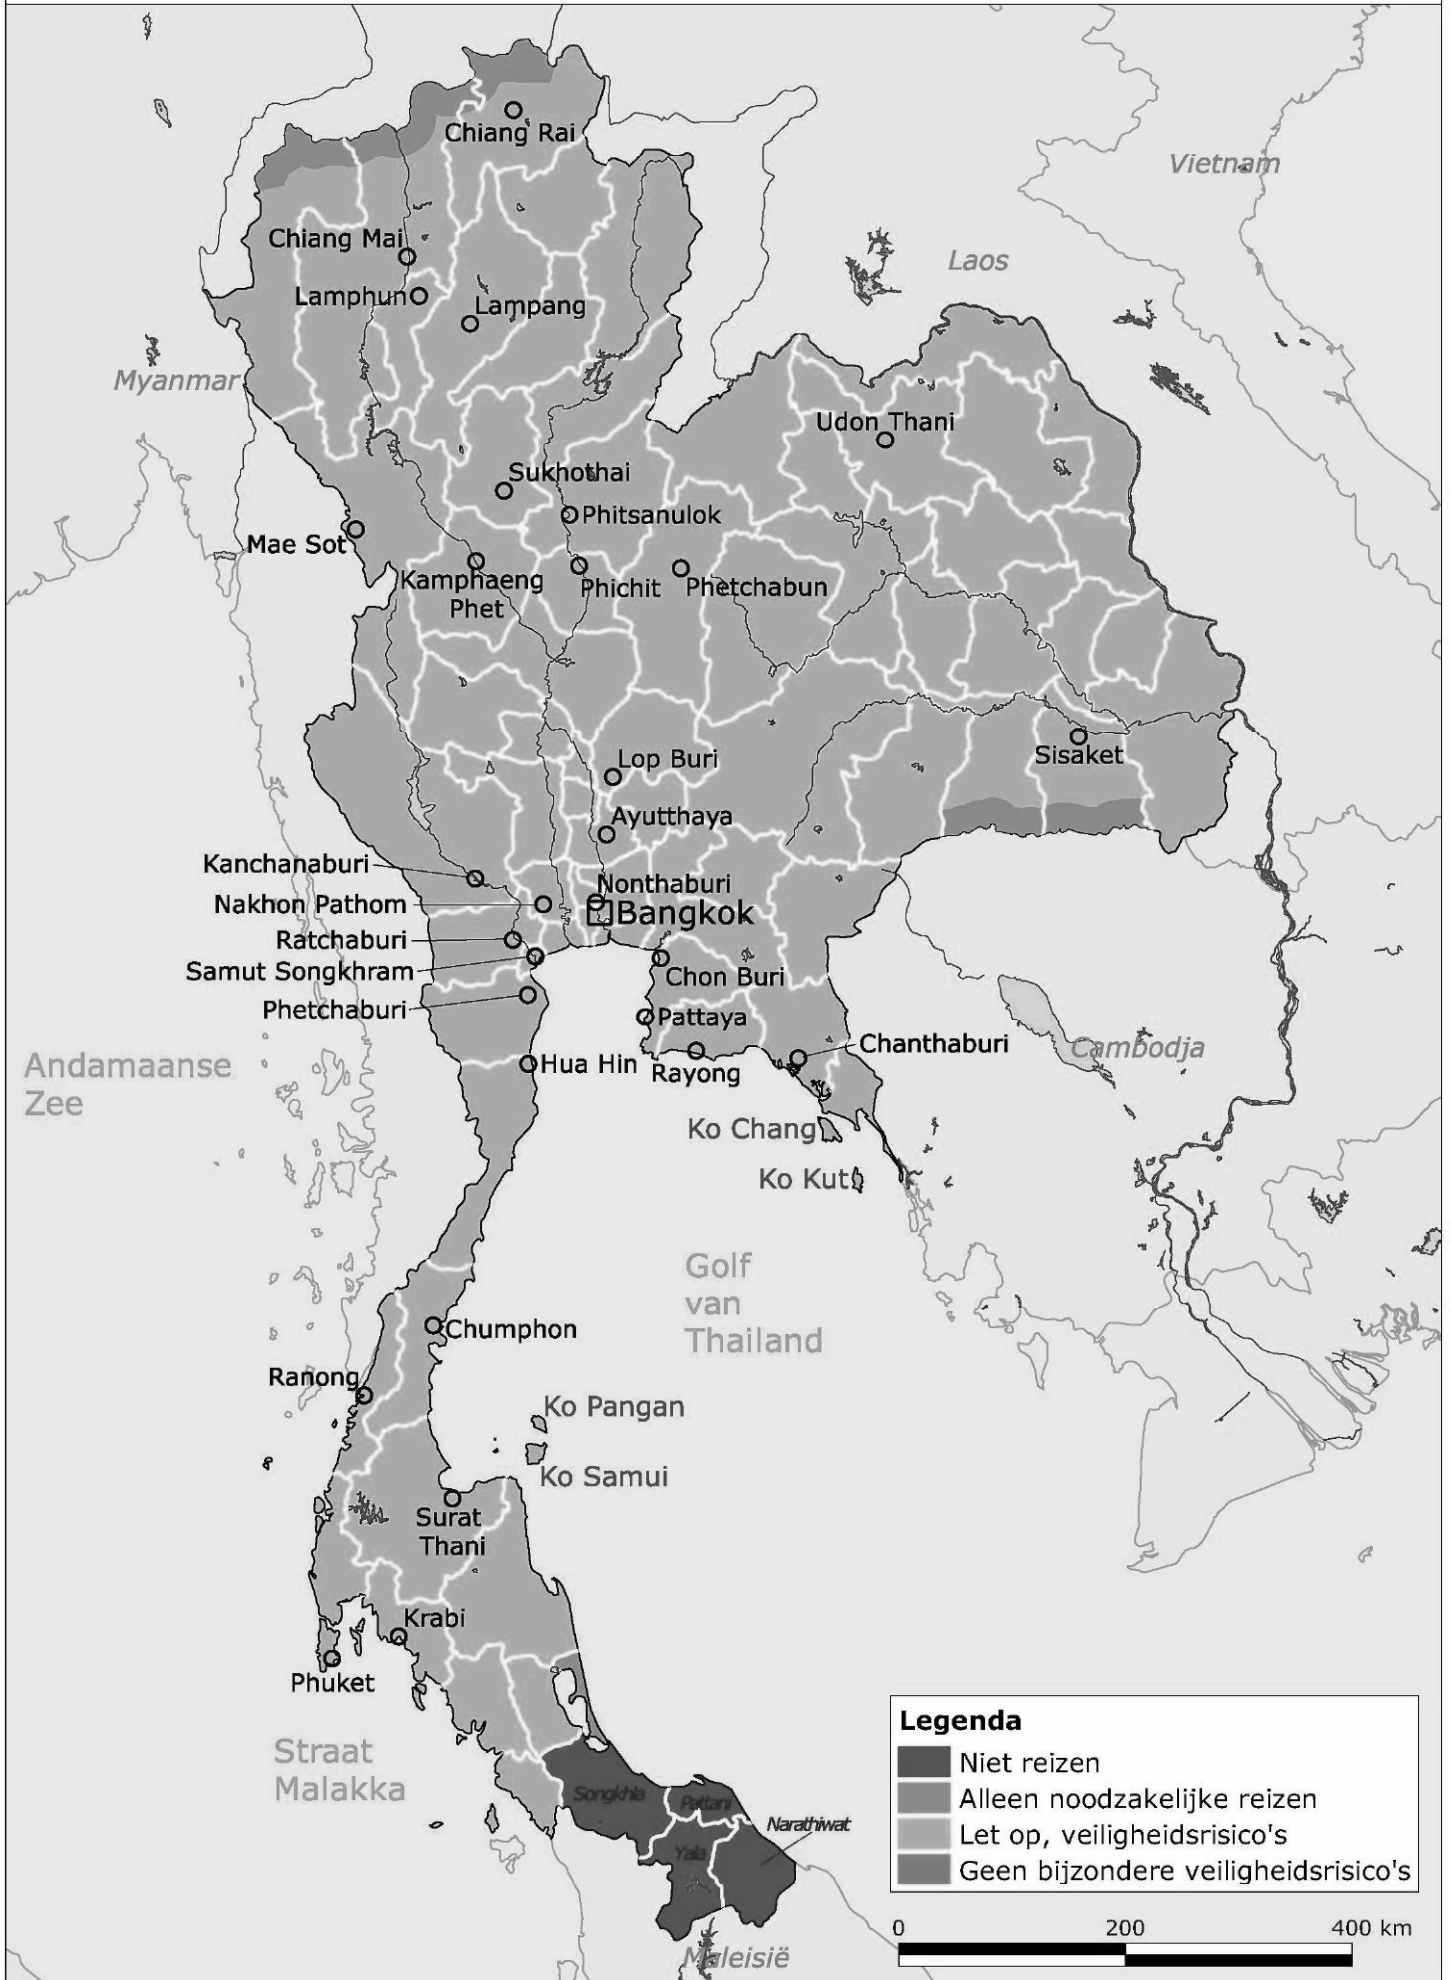 Chiang Rai
Vietnam
Chiang Mai
Laos
Lamphun
Lampang
Myanmar
Udon Thani
Sukhothai
Phitsanulok
Mae Sot
Kamphaeng
Phet
Phichit
Phetchabun
Sisaket
Lop Buri
Ayutthaya
Kanchanaburi
Nonthaburi
Nakhon Pathom
Bangkok
Ratchaburi
Samut Songkhram
Chon Buri
Phetchaburi
Pattaya
Chanthaburi
Cambodja
Andamaanse
Zee
Hua Hin
Rayong
Ko Chang
Ko Kut
Golf
van
Thailand
Chumphon
Ranong
Ko Pangan
Ko Samui
Surat
Thani
Krabi
Phuket
Straat
Malakka
Songkhla
Pattani
Narathiwat
Yala
Maleisië
Legenda
Niet reizen
Alleen noodzakelijke reizen
Let op, veiligheidsrisico's
Geen bijzondere veiligheidsrisico's
0 200 400 km